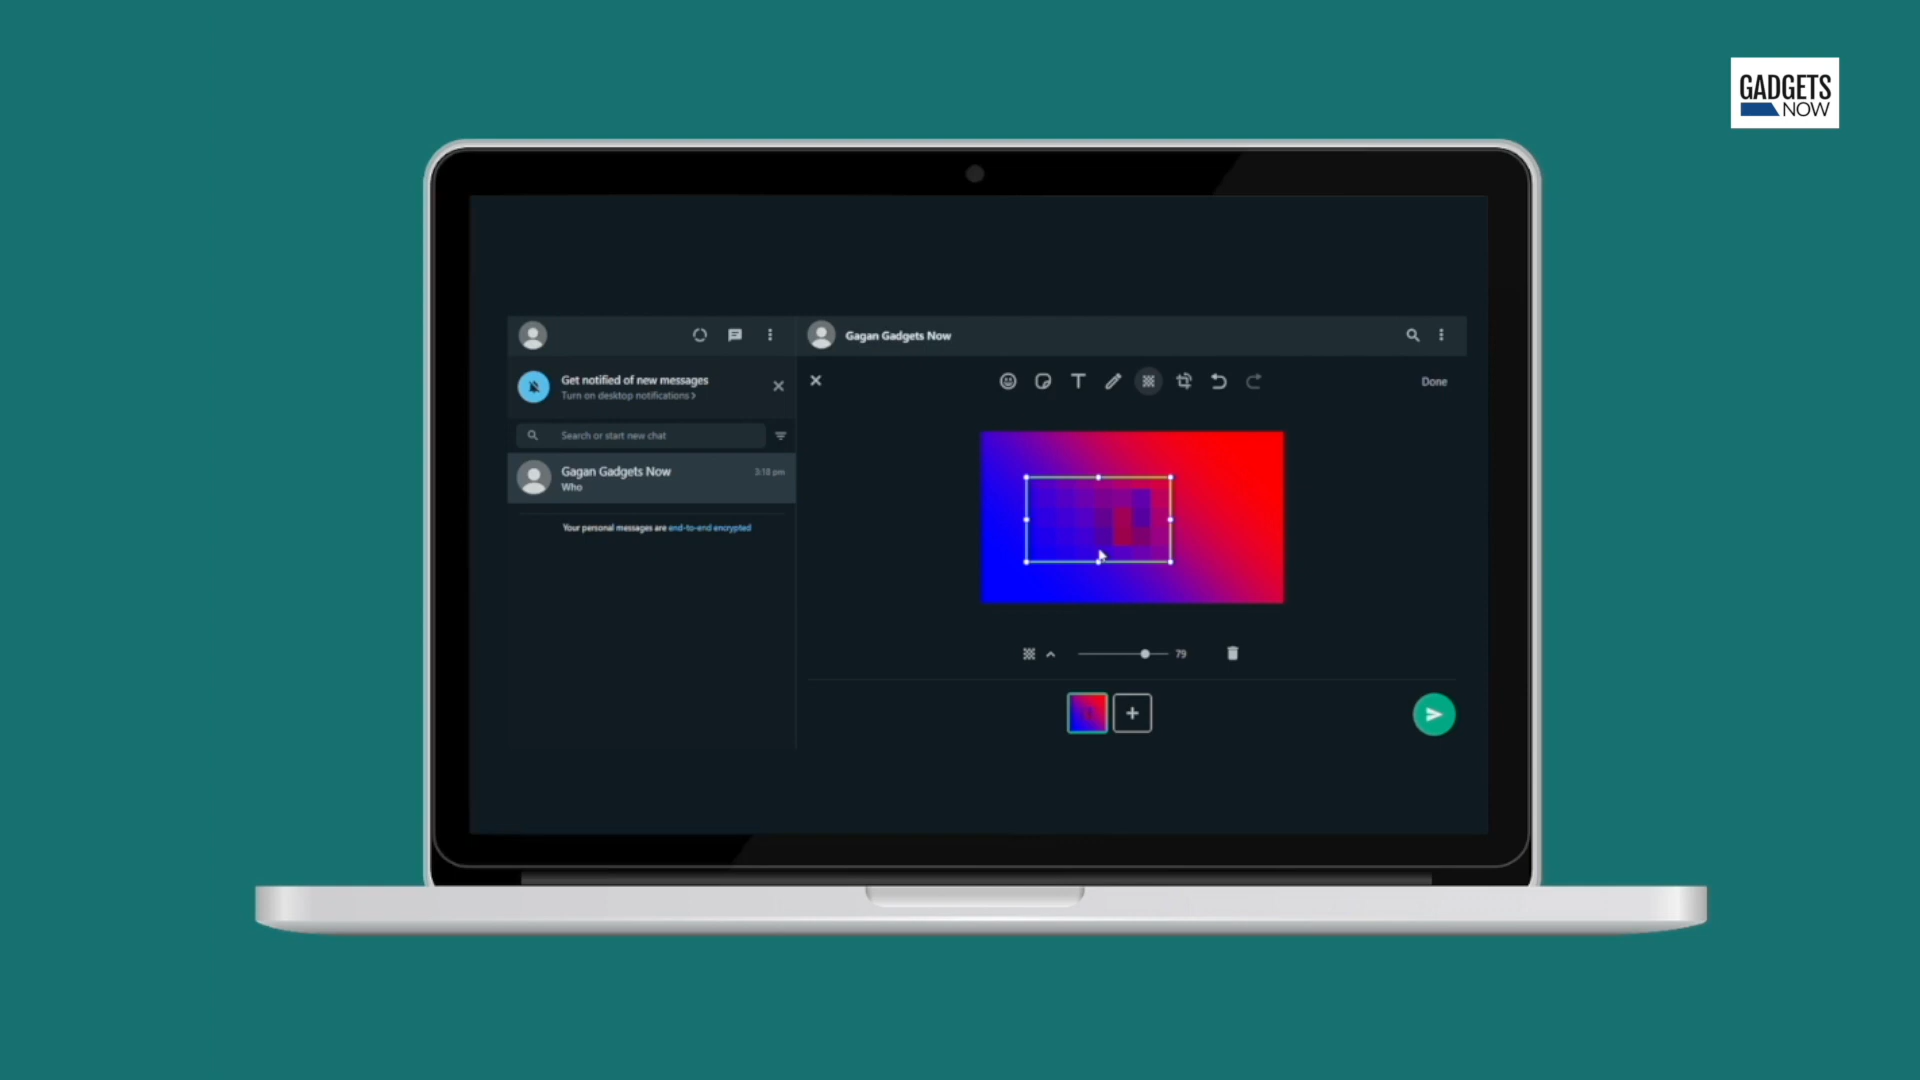 GADGETS
NOW
Gagan Gadgets Now
Get notified of new messages
Turn on desktop notifications >
Done
Search or start new chat
Gagan Gadgets Now
3:18 pm
Who
Your personal messages are end-to-end encrypted
79